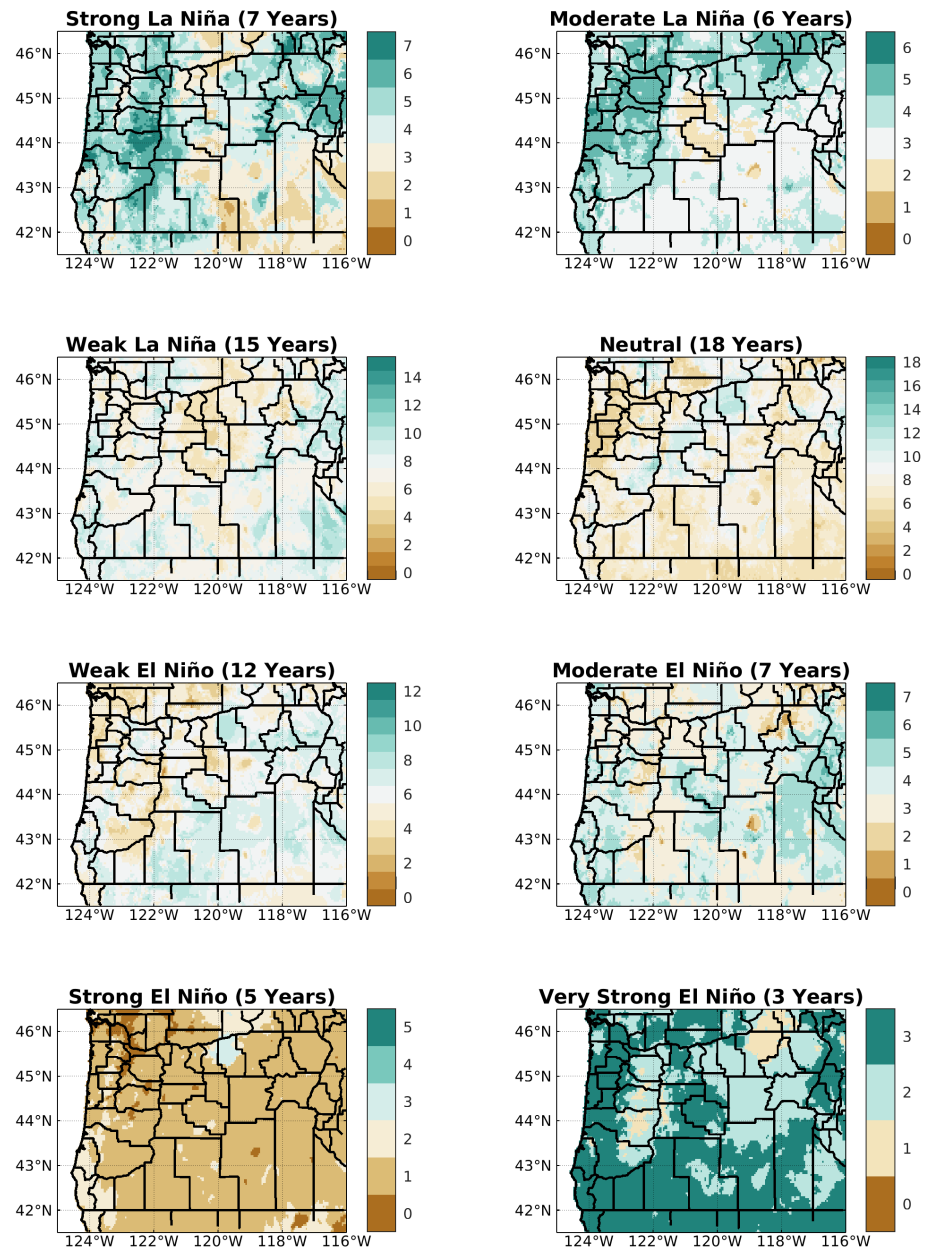 Strong La Niña (7 Years)
46°N
45°N
44°N
43°N
42°N
124°W 122°W 120°W 118°W 116°W
7
6
5
4
3
2
1
0
Moderate La Niña (6 Years)
46°N
45°N
44°N
43°N
42°N
124°W 122°W 120°W 118°W 116°W
6
5
4
3
2
1
0
Weak La Niña (15 Years)
46°N
45°N
44°N
43°N
42°N
124°W 122°W 120°W 118°W 116°W
14
12
10
8
6
4
2
0
Neutral (18 Years)
46°N
45°N
44°N
43°N
42°N
124°W 122°W 120°W 118°W 116°W
18
16
14
12
10
8
6
4
2
0
Weak El Niño (12 Years)
46°N
45°N
44°N
43°N
42°N
124°W 122°W 120°W 118°W 116°W
12
10
8
6
4
2
0
Moderate El Niño (7 Years)
46°N
45°N
44°N
43°N
42°N
124°W 122°W 120°W 118°W 116°W
7
6
5
4
3
2
1
0
Strong El Niño (5 Years)
46°N
45°N
44°N
43°N
42°N
124°W 122°W 120°W 118°W 116°W
5
4
3
2
1
0
Very Strong El Niño (3 Years)
46°N
45°N
44°N
43°N
42°N
124°W 122°W 120°W 118°W 116°W
3
2
1
0